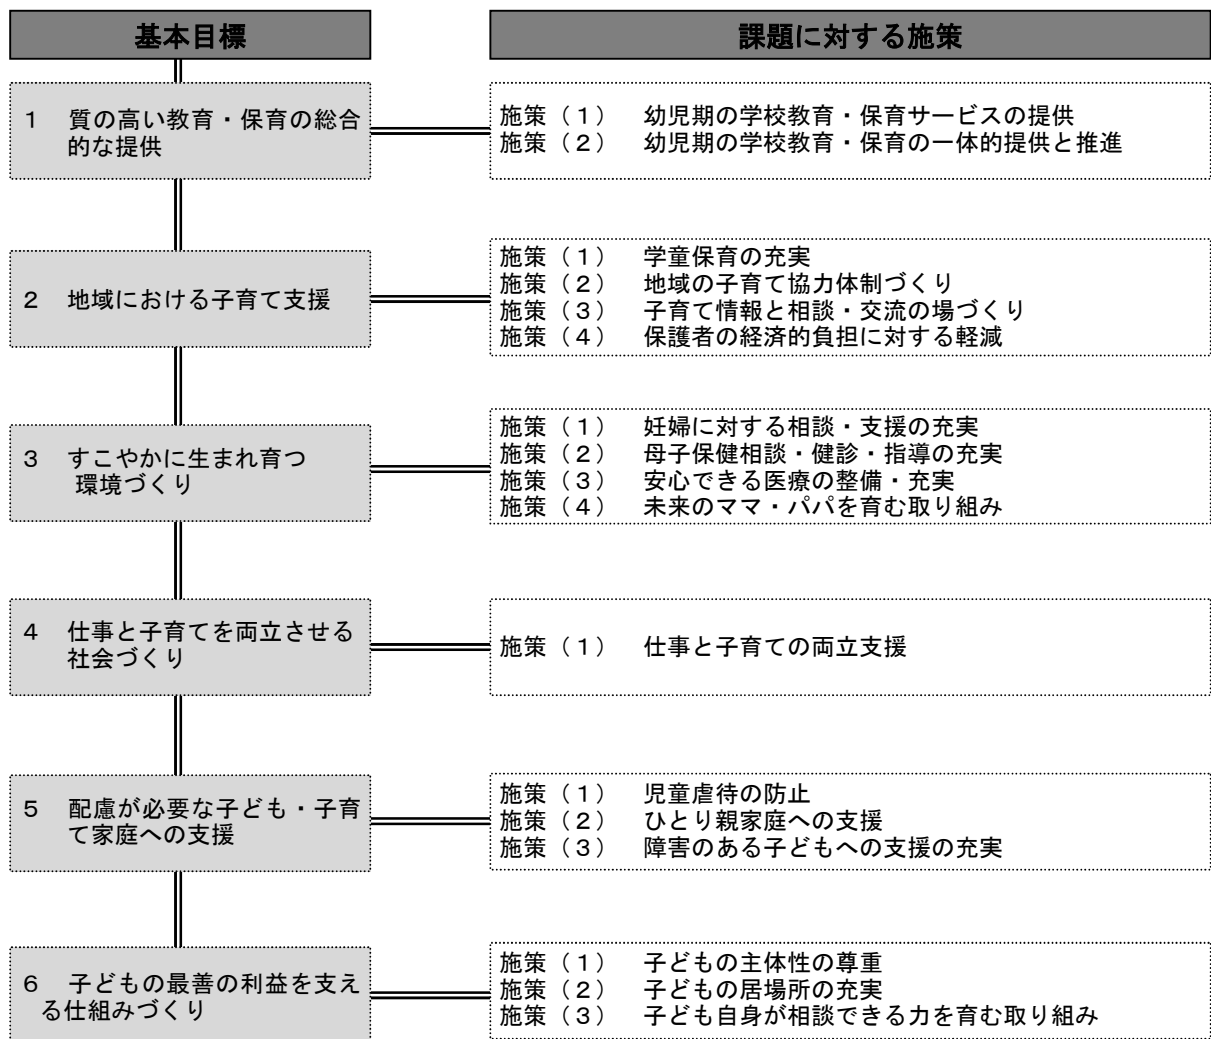 基本目標
課題に対する施策
1 質の高い教育・保育の総合
的な提供
施策(1) 幼児期の学校教育・保育サービスの提供
施策(2) 幼児期の学校教育・保育の一体的提供と推進
2 地域における子育て支援
施策(1) 学童保育の充実
施策(2) 地域の子育て協力体制づくり
施策(3) 子育て情報と相談・交流の場づくり
施策(4) 保護者の経済的負担に対する軽減
3 すこやかに生まれ育つ
環境づくり
施策(1) 妊婦に対する相談・支援の充実
施策(2) 母子保健相談・健診・指導の充実
施策(3) 安心できる医療の整備・充実
施策(4) 未来のママ・パパを育む取り組み
4 仕事と子育てを両立させる
社会づくり
施策(1) 仕事と子育ての両立支援
5 配慮が必要な子ども・子育
て家庭への支援
施策(1) 児童虐待の防止
施策(2) ひとり親家庭への支援
施策(3) 障害のある子どもへの支援の充実
6 子どもの最善の利益を支え
る仕組みづくり
施策(1) 子どもの主体性の尊重
施策(2) 子どもの居場所の充実
施策(3) 子ども自身が相談できる力を育む取り組み